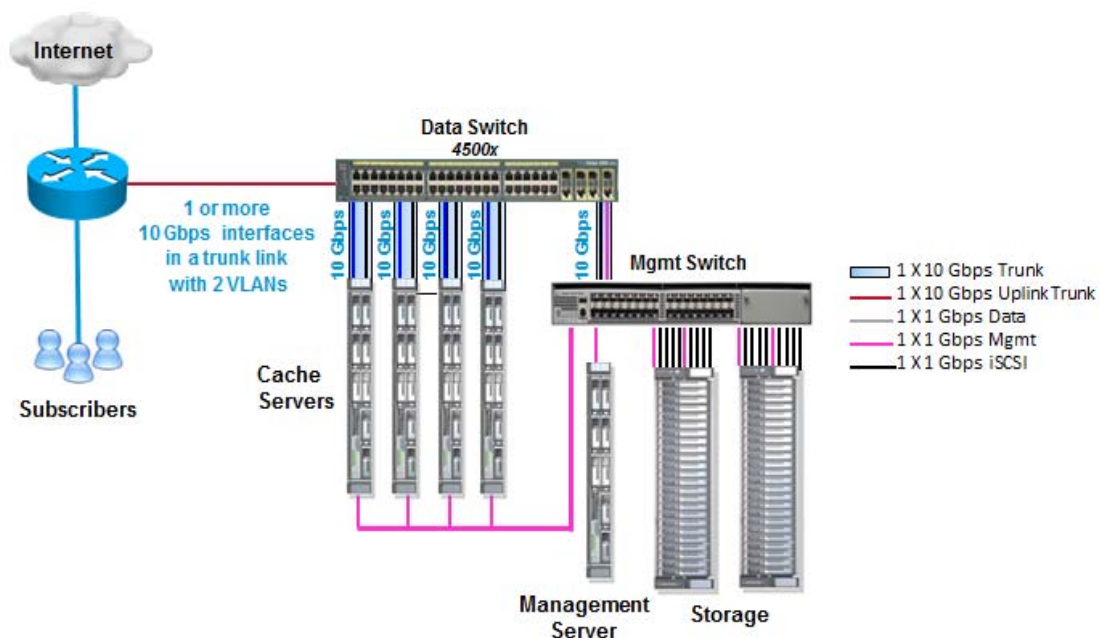 Internet
Data Switch
4500x
1 or more
10 Gbps interfaces
in a trunk link
with 2 VLANs
10 Gbps
10 Gbps
10 Gbps
10 Gbps
10 Gbps
Mgmt Switch
1 X 10 Gbps Trunk
1 X 10 Gbps Uplink Trunk
1 X 1 Gbps Data
1 X 1 Gbps Mgmt
1 X 1 Gbps iSCSI
Cache
Servers
Subscribers
Management
Server
Storage